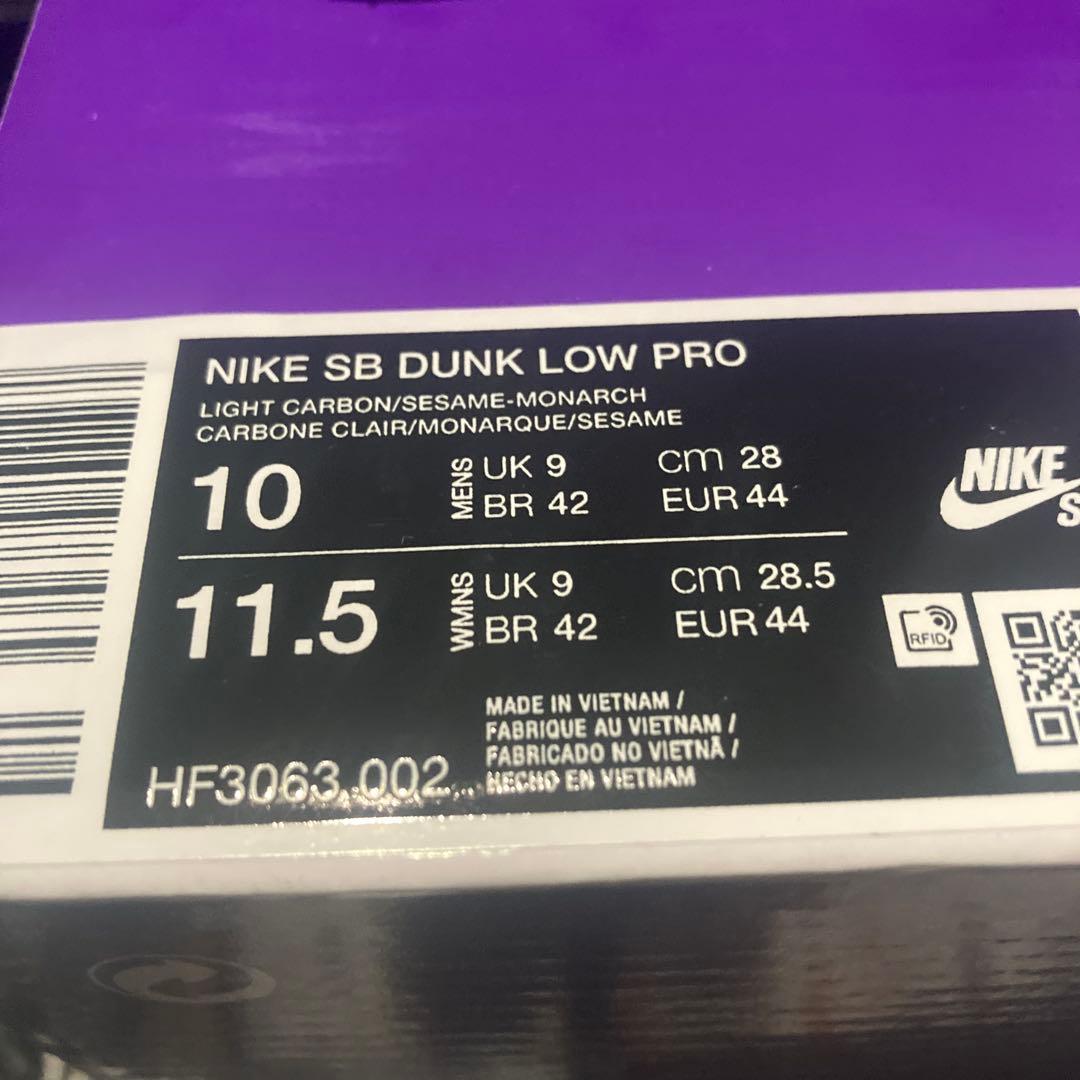 NIKE SB DUNK LOW PRO
LIGHT CARBON/SESAME-MONARCH
CARBONE CLAIR/MONARQUE/SESAME
10 MENS UK 9 cm 28
BR 42 EUR 44
11.5 WMNS UK 9 cm 28.5
BR 42 EUR 44
NIKE
S
RFID
MADE IN VIETNAM /
FABRIQUE AU VIETNAM /
FABRICADO NO VIETNÃ /
HECHO EN VIETNAM
HF3063.002